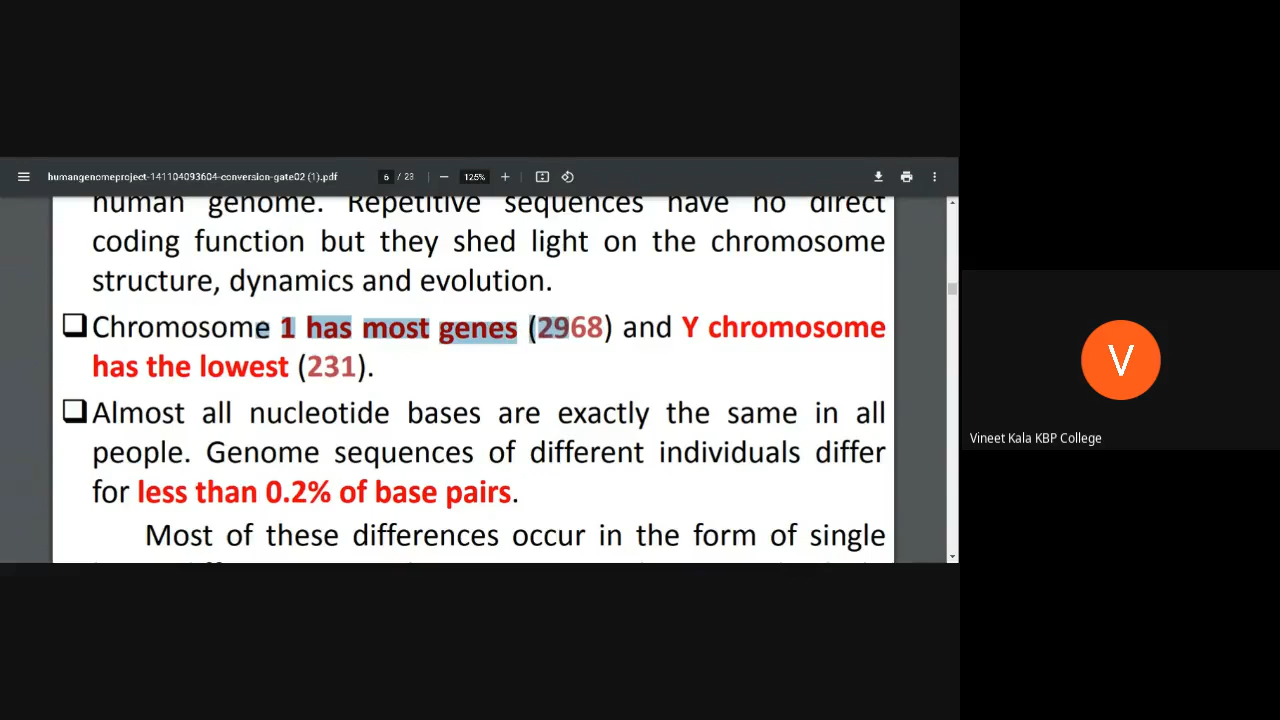 humangenomeproject-141104093604-conversion-gate02 (1).pdf 6 / 23 125%
human genome. Repetitive sequences have no direct
coding function but they shed light on the chromosome
structure, dynamics and evolution.
Chromosome 1 has most genes (2968) and Y chromosome
has the lowest (231).
Almost all nucleotide bases are exactly the same in all
people. Genome sequences of different individuals differ
for less than 0.2% of base pairs.
Most of these differences occur in the form of single
V
Vineet Kala KBP College